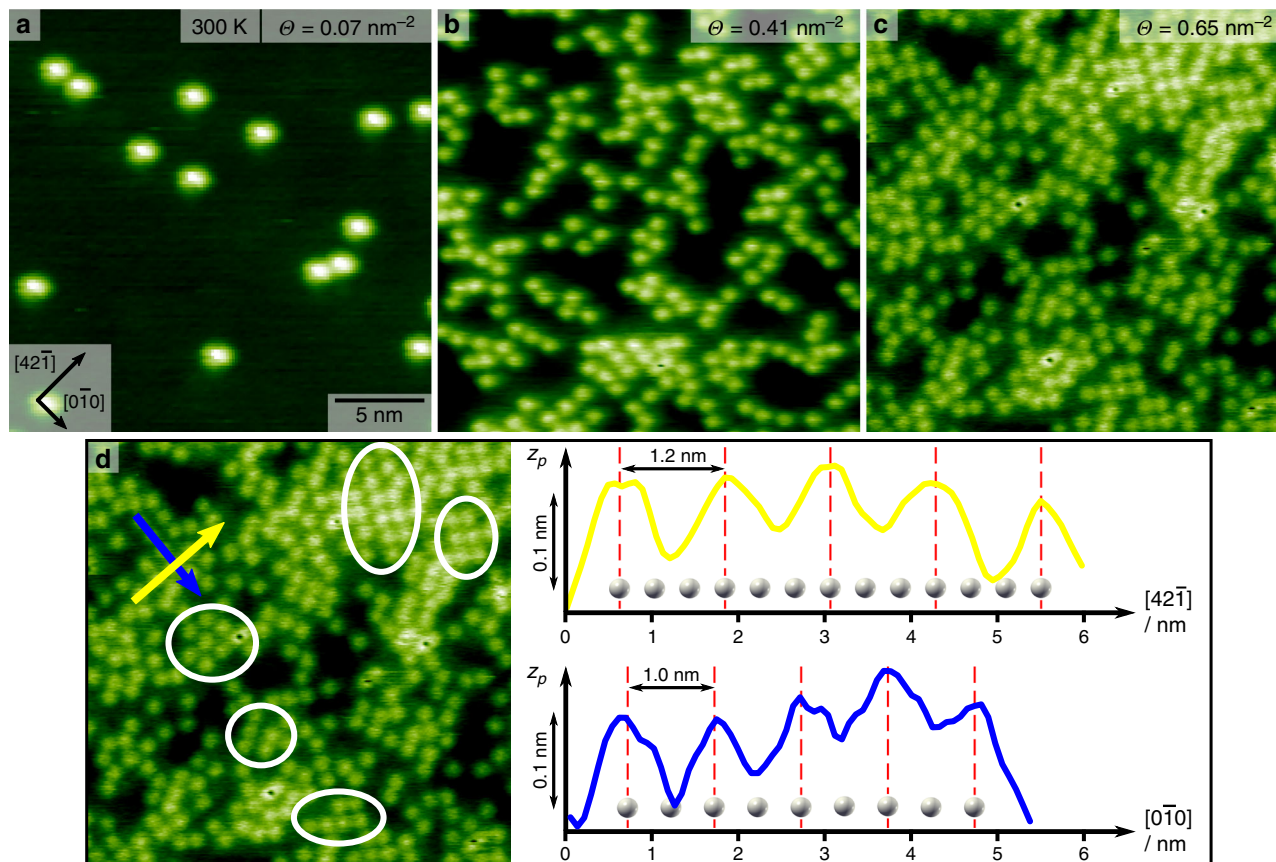 a
300 K
Θ = 0.07 nm⁻²
b
Θ = 0.41 nm⁻²
c
Θ = 0.65 nm⁻²
[421̄]
[01̄0]
5 nm
d
z_p
1.2 nm
0.1 nm
0 1 2 3 4 5 6
[421̄]
/ nm
z_p
1.0 nm
0.1 nm
0 1 2 3 4 5 6
[01̄0]
/ nm